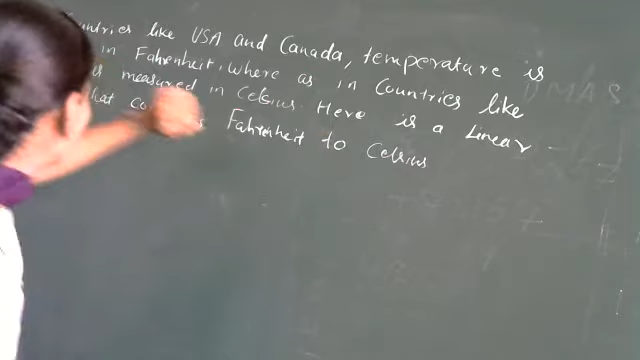 untries like USA and Canada, temperature is
in Fahrenheit, where as in Countries like
s measured in Celsius. Here is a Linear
hat co s Fahrenheit to Celsius
DMAS